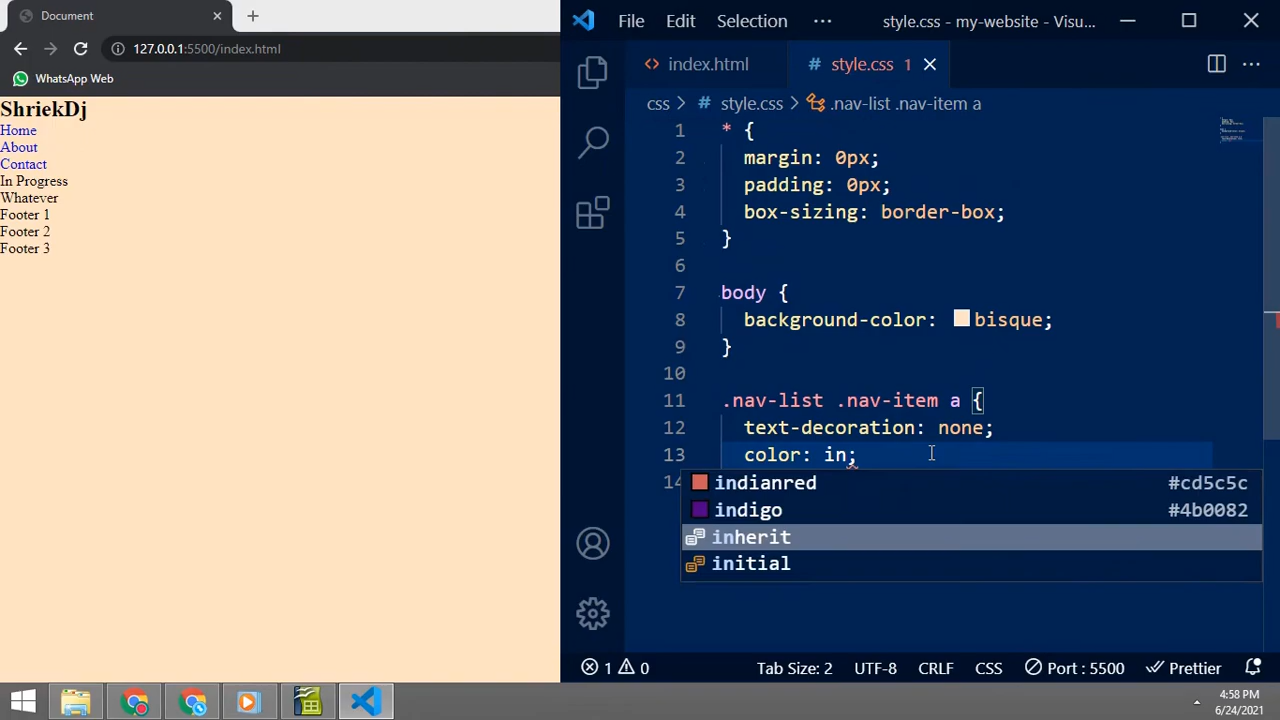 Document
127.0.0.1:5500/index.html
WhatsApp Web
ShriekDj
Home
About
Contact
In Progress
Whatever
Footer 1
Footer 2
Footer 3
File Edit Selection ··· style.css - my-website - Visu...
index.html # style.css 1
css > # style.css > .nav-list .nav-item a
1 * {
2 margin: 0px;
3 padding: 0px;
4 box-sizing: border-box;
5 }
6
7 body {
8 background-color: bisque;
9 }
10
11 .nav-list .nav-item a {
12 text-decoration: none;
13 color: in;
14
indianred #cd5c5c
indigo #4b0082
inherit
initial
1 0 Tab Size: 2 UTF-8 CRLF CSS Port : 5500 Prettier
4:58 PM
6/24/2021